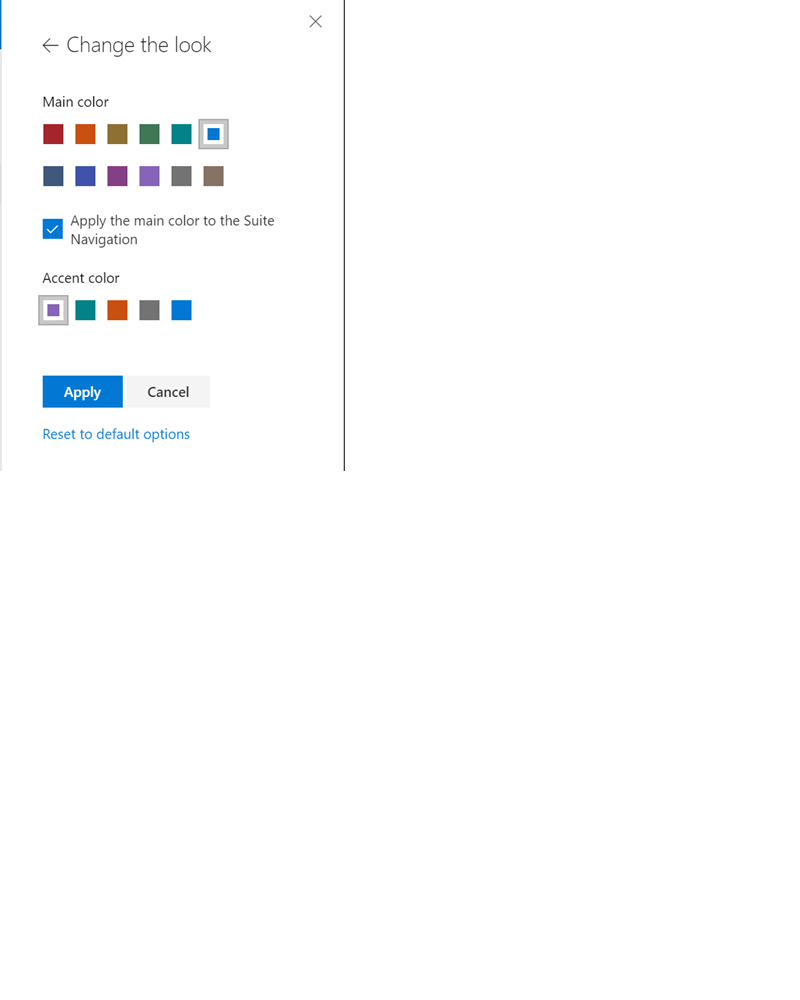 Change the look
Main color
Apply the main color to the Suite
Navigation
Accent color
Apply
Cancel
Reset to default options